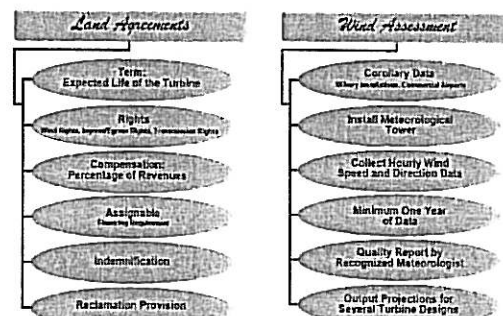 Land Agreements
Term:
Expected Life of the Turbine
Rights
Wind Rights, Ingress/Egress Rights, Transmission Rights
Compensation:
Percentage of Revenues
Assignable
Financing Requirement
Indemnification
Reclamation Provision
Wind Assessment
Corollary Data
Military Installations, Commercial Airports
Install Meteorological
Tower
Collect Hourly Wind
Speed and Direction Data
Minimum One Year
of Data
Quality Report by
Recognized Meteorologist
Output Projections for
Several Turbine Designs